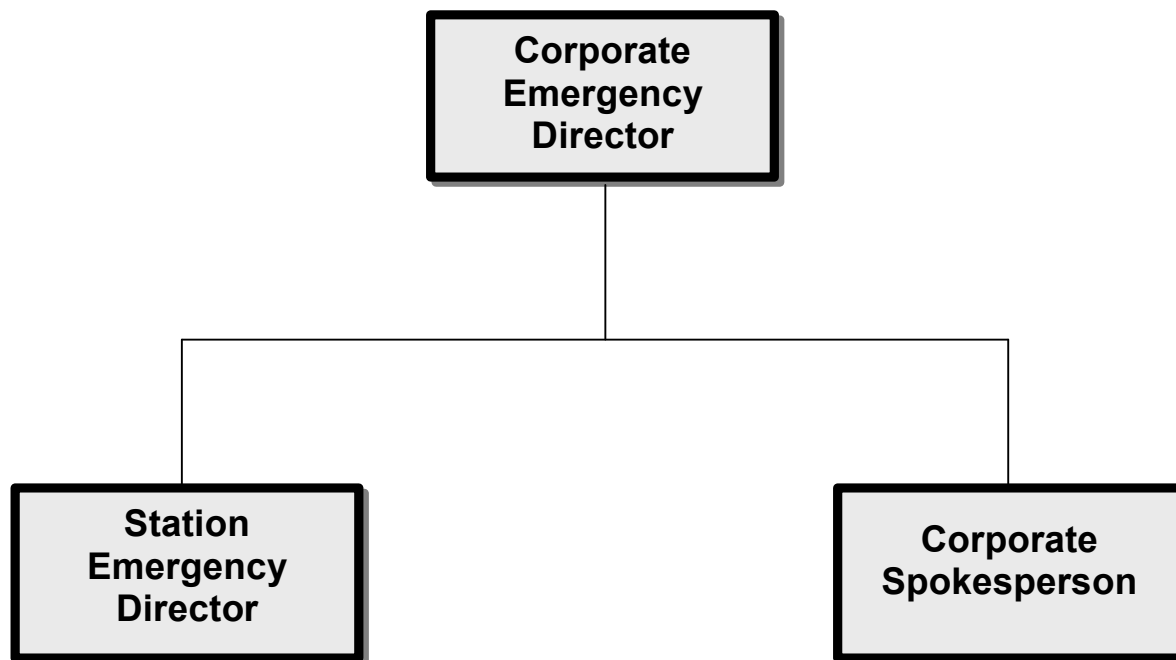 Corporate
Emergency
Director
Station
Emergency
Director
Corporate
Spokesperson